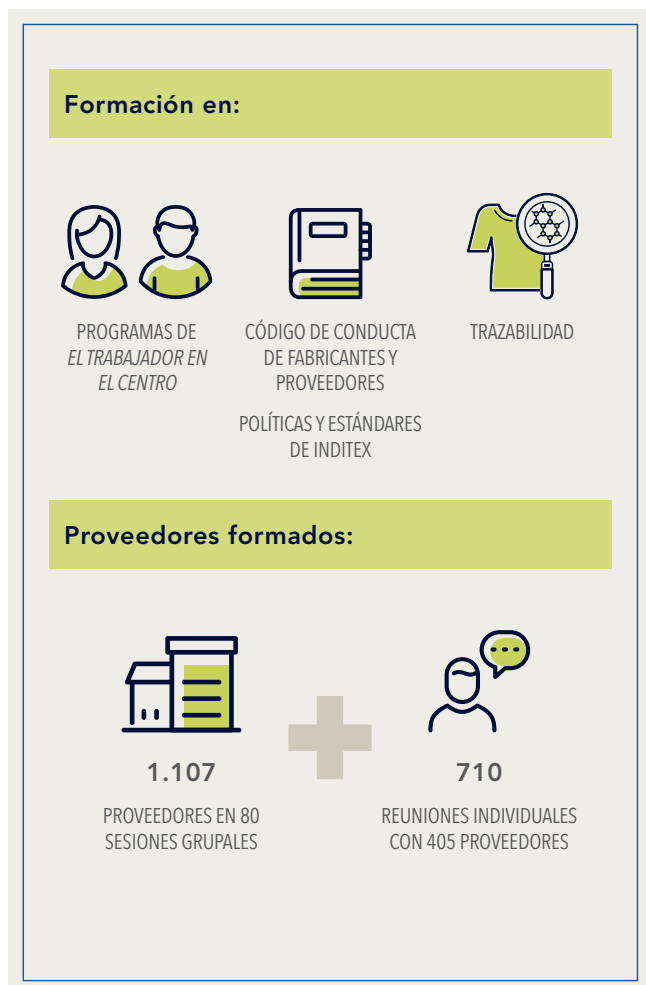 Formación en:
PROGRAMAS DE
EL TRABAJADOR EN
EL CENTRO
CÓDIGO DE CONDUCTA
DE FABRICANTES Y
PROVEEDORES
POLÍTICAS Y ESTÁNDARES
DE INDITEX
TRAZABILIDAD
Proveedores formados:
1.107
PROVEEDORES EN 80
SESIONES GRUPALES
710
REUNIONES INDIVIDUALES
CON 405 PROVEEDORES